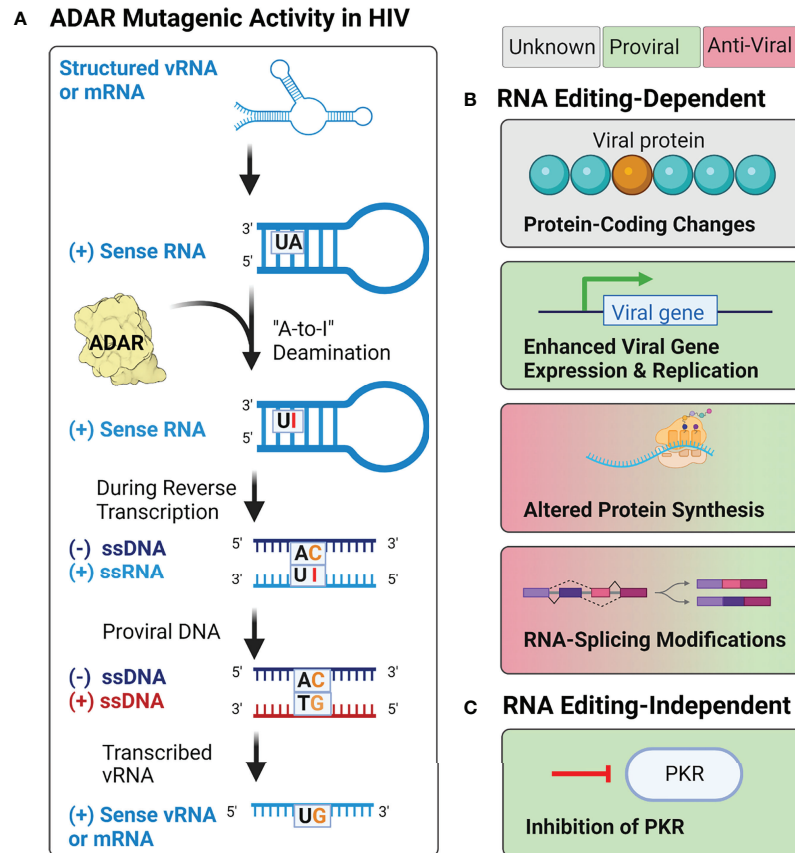 A ADAR Mutagenic Activity in HIV
Structured vRNA
or mRNA
3'
UA
(+) Sense RNA
5'
ADAR
"A-to-I"
Deamination
3'
UI
(+) Sense RNA
5'
During Reverse
Transcription
(-) ssDNA 5' 3'
AC
(+) ssRNA 3' 5'
UI
Proviral DNA
(-) ssDNA 5' 3'
AC
(+) ssDNA 3' 5'
TG
Transcribed
vRNA
(+) Sense vRNA 5' UG 3'
or mRNA
Unknown Proviral Anti-Viral
B RNA Editing-Dependent
Viral protein
Protein-Coding Changes
Viral gene
Enhanced Viral Gene
Expression & Replication
Altered Protein Synthesis
RNA-Splicing Modifications
C RNA Editing-Independent
PKR
Inhibition of PKR